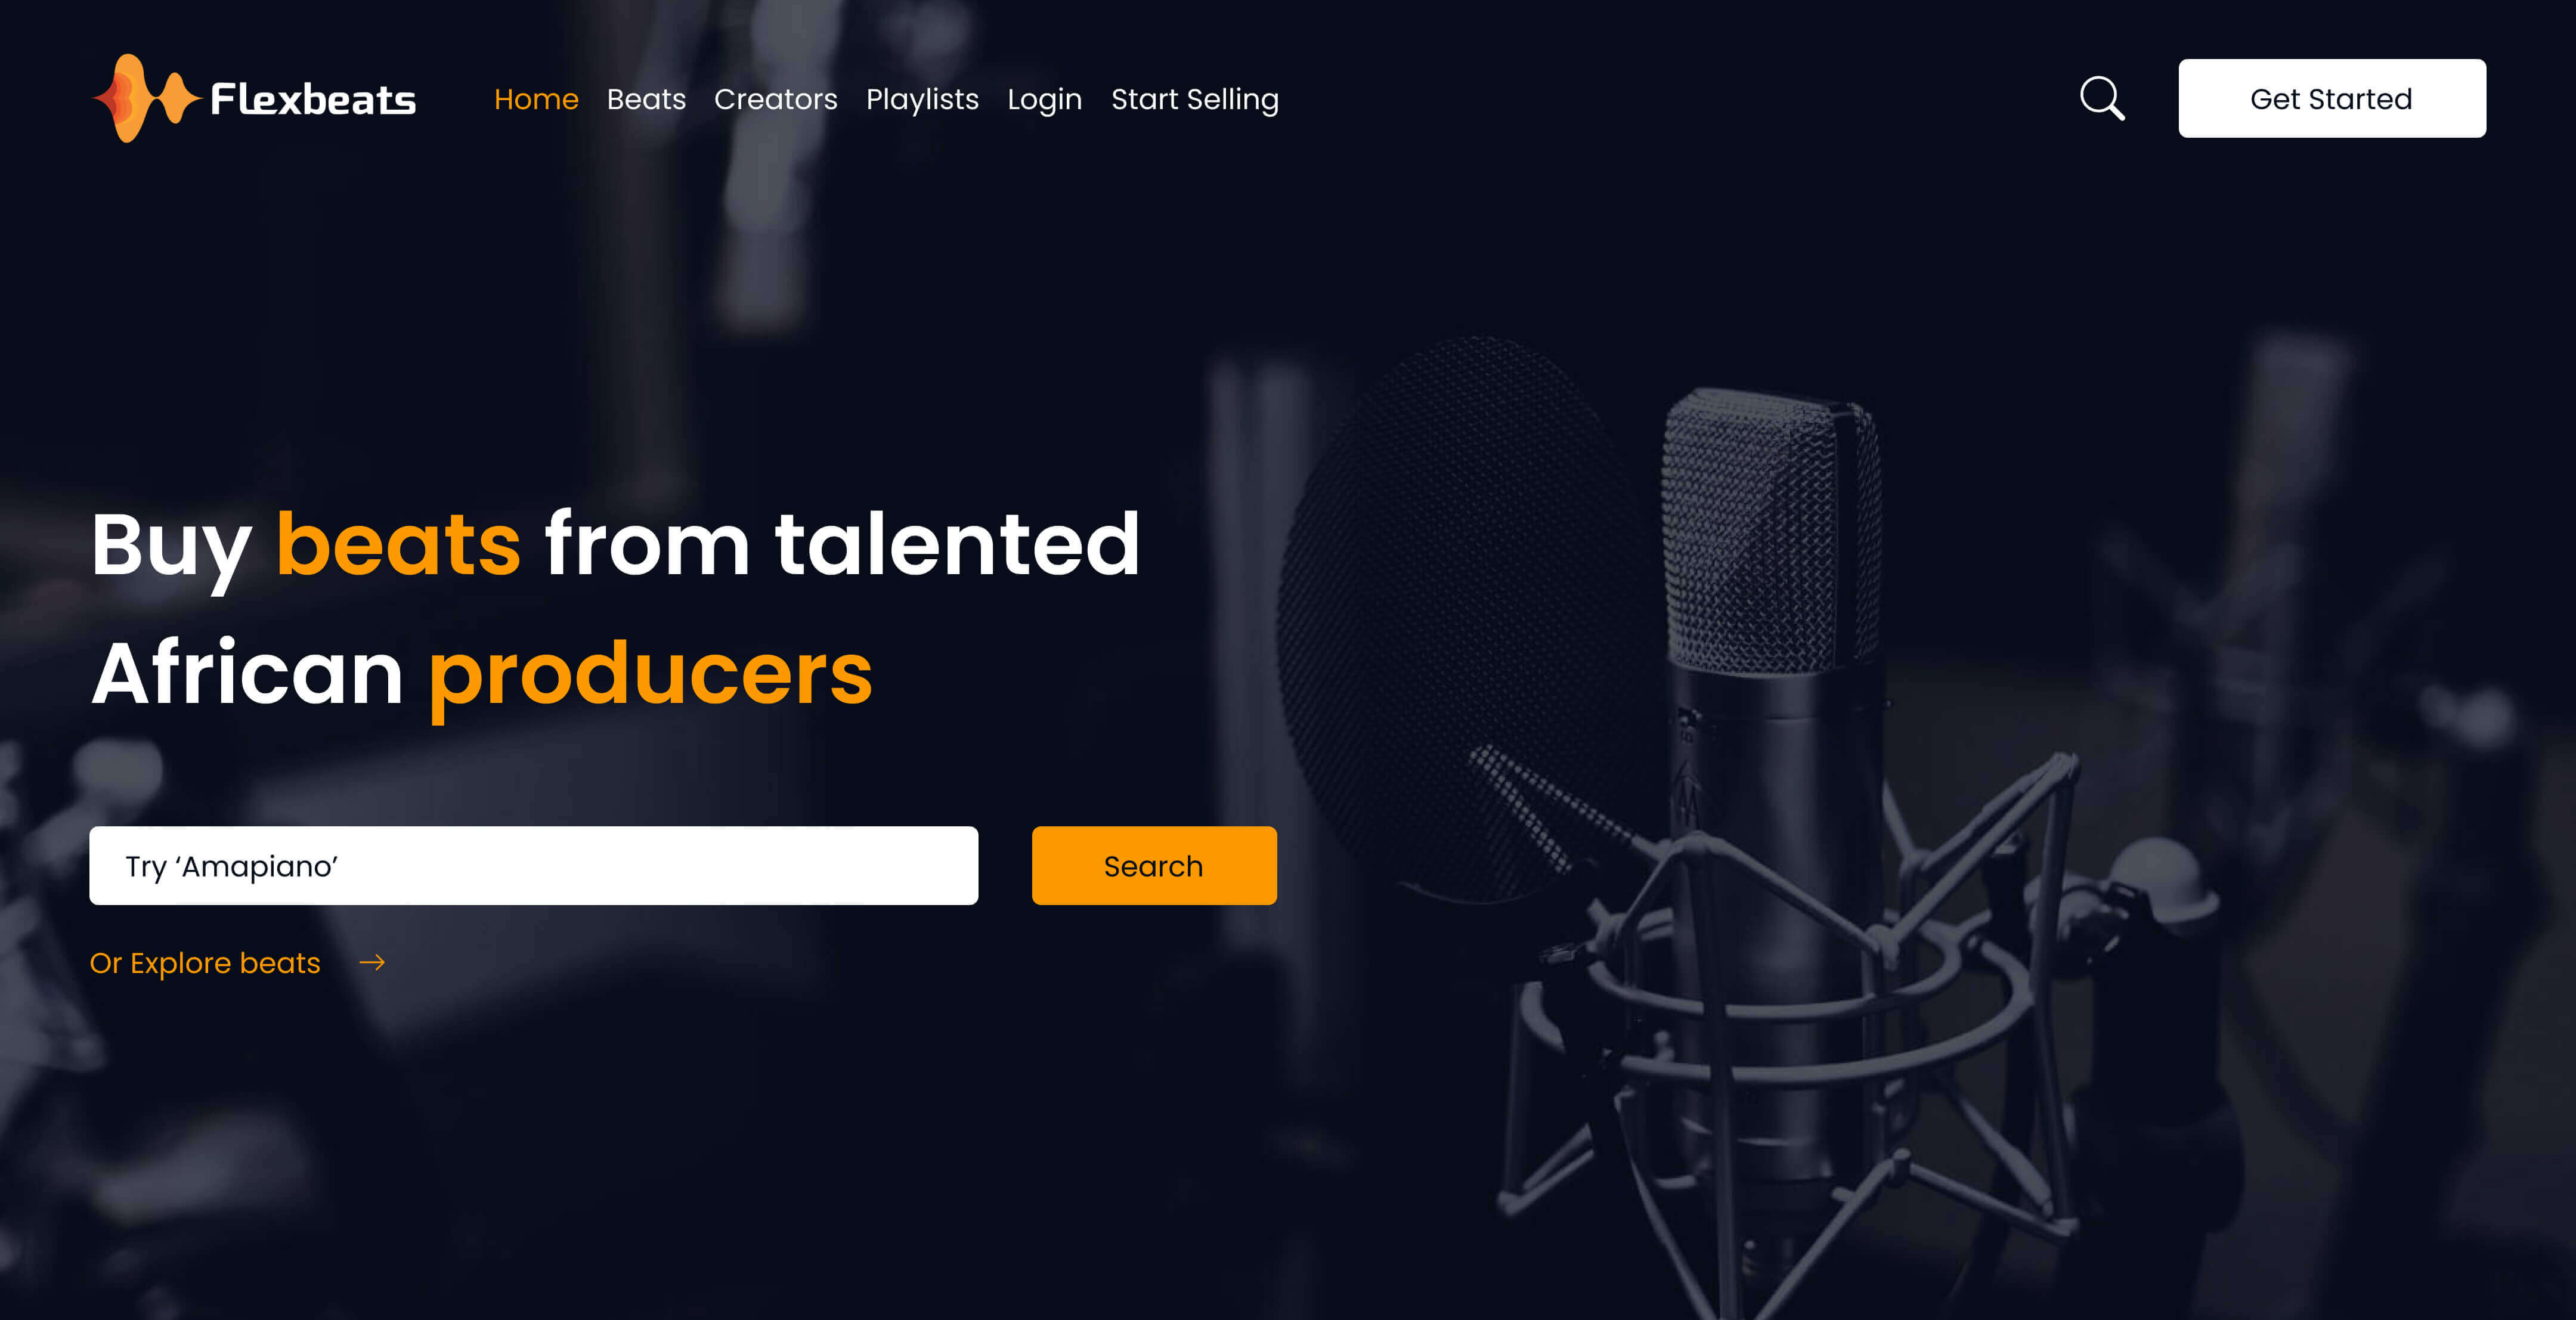 Flexbeats
Home Beats Creators Playlists Login Start Selling
Get Started
Buy beats from talented
African producers
Try ‘Amapiano’
Search
Or Explore beats →